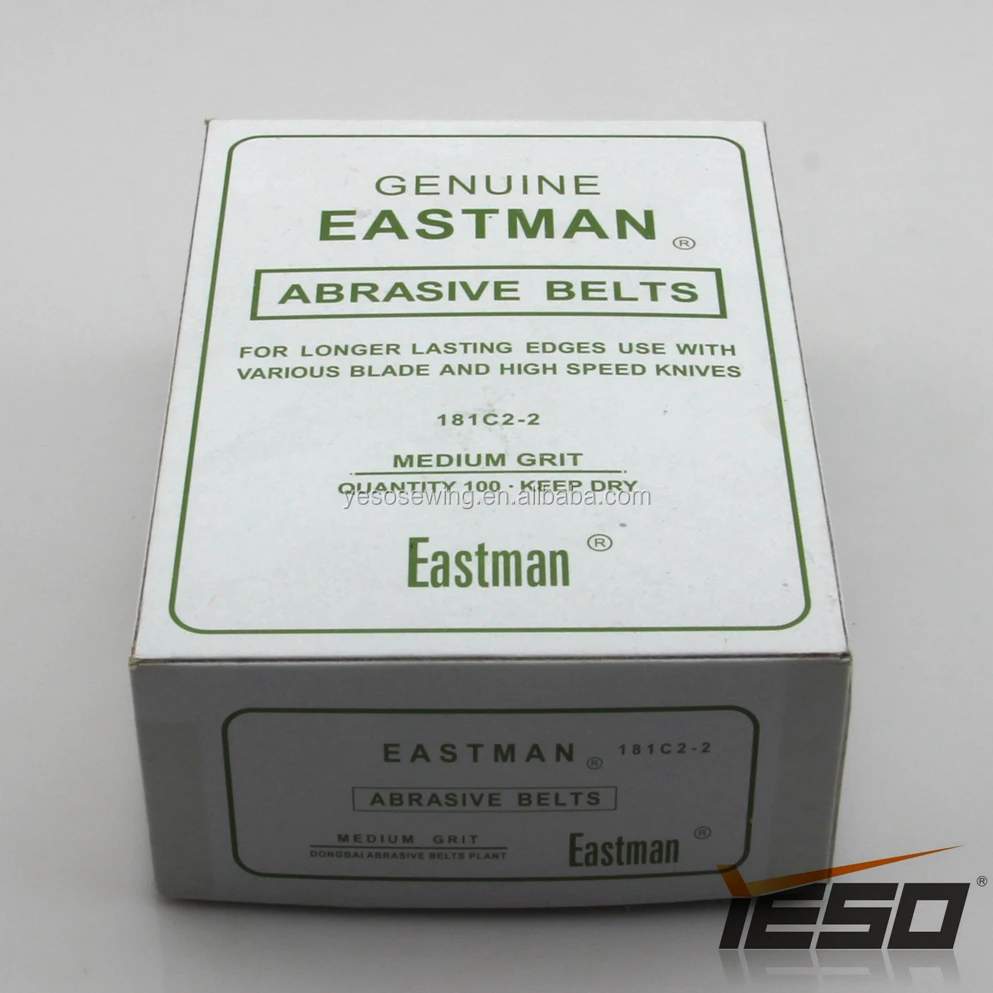 GENUINE
EASTMAN ®
ABRASIVE BELTS
FOR LONGER LASTING EDGES USE WITH
VARIOUS BLADE AND HIGH SPEED KNIVES
181C2-2
MEDIUM GRIT
QUANTITY 100 · KEEP DRY
yesosewing.en.alibaba.com
Eastman ®
EASTMAN ® 181C2-2
ABRASIVE BELTS
MEDIUM GRIT
DONGBAI ABRASIVE BELTS PLANT
Eastman ®
YESO ®